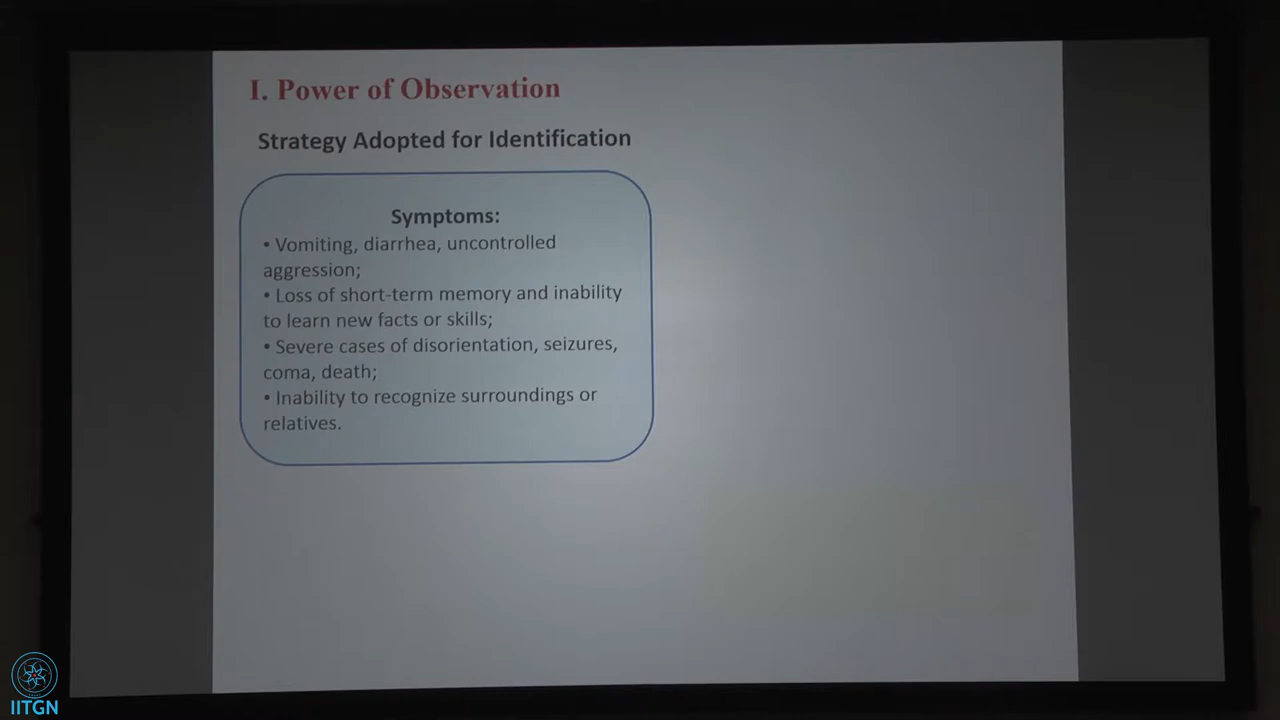 I. Power of Observation
Strategy Adopted for Identification
Symptoms:
• Vomiting, diarrhea, uncontrolled
aggression;
• Loss of short-term memory and inability
to learn new facts or skills;
• Severe cases of disorientation, seizures,
coma, death;
• Inability to recognize surroundings or
relatives.
IITGN